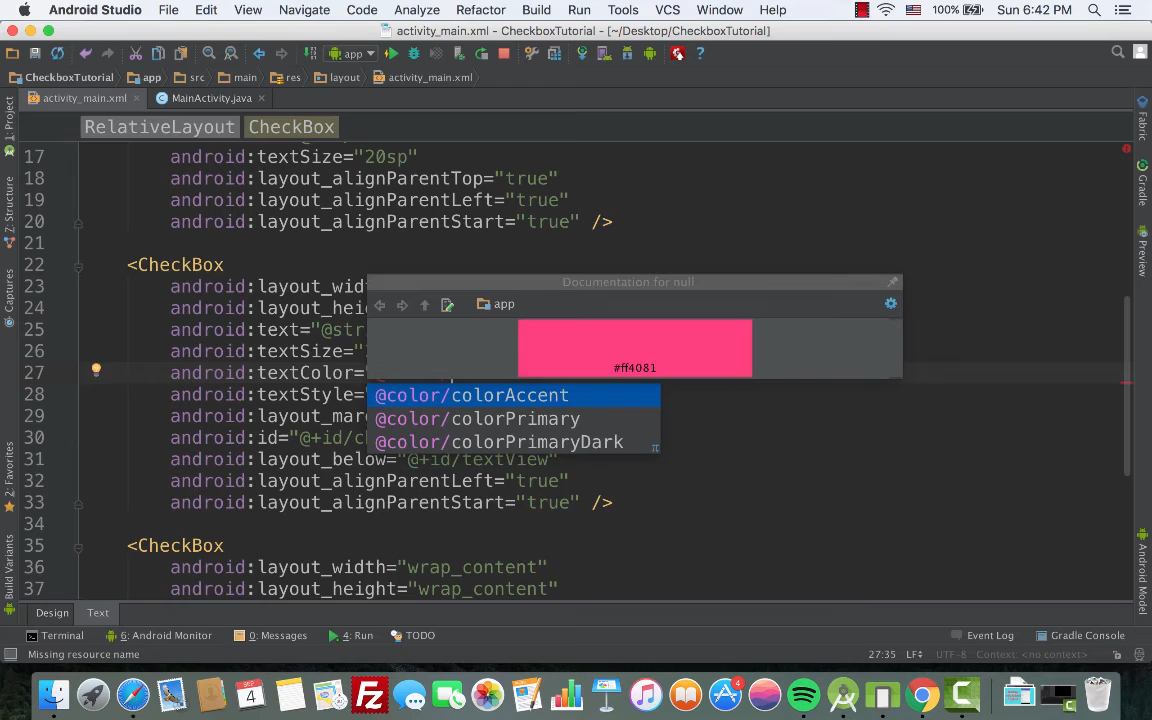 Android Studio File Edit View Navigate Code Analyze Refactor Build Run Tools VCS Window Help 100% Sun 6:42 PM
activity_main.xml - CheckboxTutorial - [~/Desktop/CheckboxTutorial]
app
CheckboxTutorial app src main res layout activity_main.xml
activity_main.xml MainActivity.java
RelativeLayout CheckBox
17 android:textSize="20sp"
18 android:layout_alignParentTop="true"
19 android:layout_alignParentLeft="true"
20 android:layout_alignParentStart="true" />
21
22 <CheckBox
23 android:layout_wid
24 android:layout_hei
25 android:text="@str
26 android:textSize="
27 android:textColor="
28 android:textStyle="
29 android:layout_mar
30 android:id="@+id/c
31 android:layout_below="@+id/textView"
32 android:layout_alignParentLeft="true"
33 android:layout_alignParentStart="true" />
34
35 <CheckBox
36 android:layout_width="wrap_content"
37 android:layout_height="wrap_content"
Documentation for null
app
#ff4081
@color/colorAccent
@color/colorPrimary
@color/colorPrimaryDark
π
1: Project
7: Structure
Captures
2: Favorites
Build Variants
Fabric
Gradle
Preview
Android Model
Design Text
Terminal 6: Android Monitor 0: Messages 4: Run TODO Event Log Gradle Console
Missing resource name 27:35 LF UTF-8 Context: <no context>
SEP
4
4